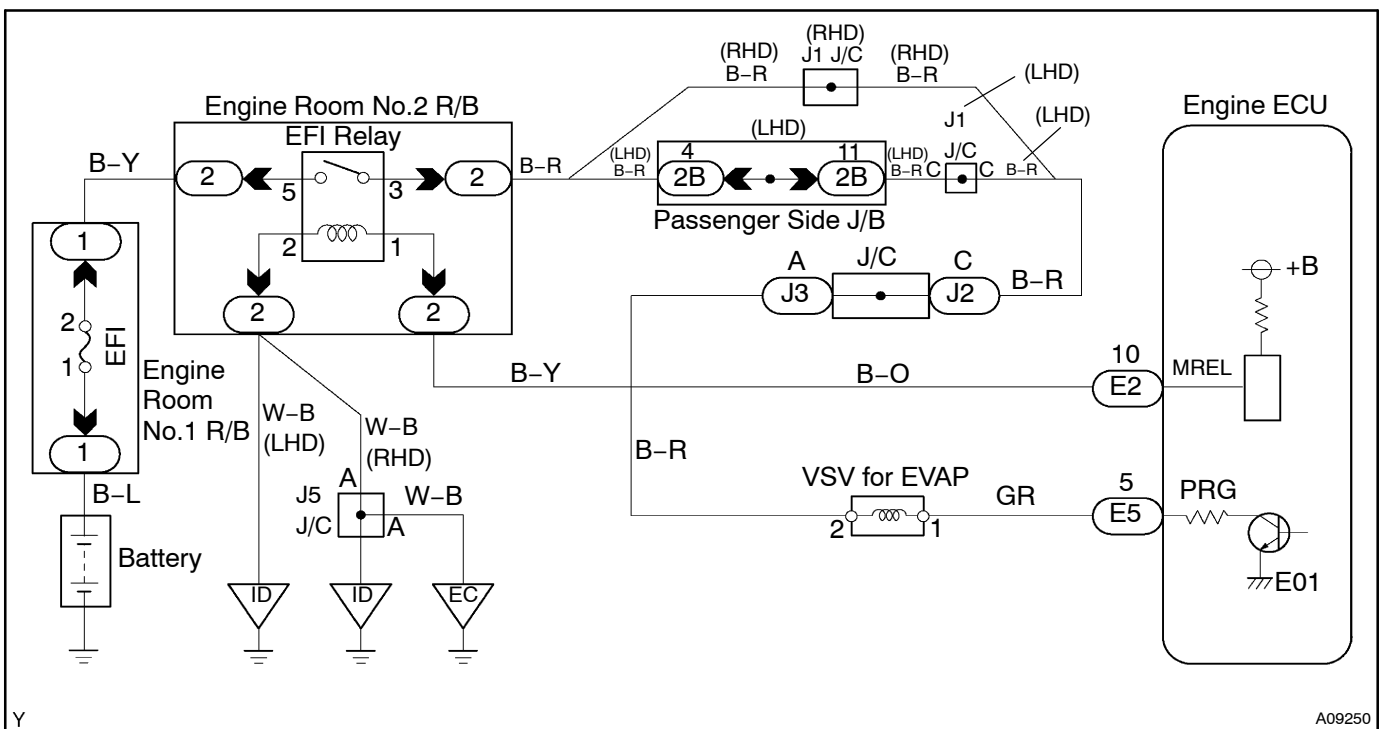 (RHD)
(RHD) J1 J/C (RHD)
B–R B–R (LHD)
Engine Room No.2 R/B
EFI Relay
(LHD) J1 (LHD)
Engine ECU
B–Y
2 5 3 2 B–R
(LHD)
B–R
4 11
2B 2B
(LHD)
B–R C J/C C B–R
Passenger Side J/B
2 1
1
2 2
A J/C C
J3 J2 B–R
+B
2
1
EFI
Engine
Room
No.1 R/B
B–Y B–O
10
E2
MREL
W–B
(LHD)
W–B
(RHD)
1
B–R
B–L
A
J5
J/C A
W–B
VSV for EVAP
2 1
GR
5
E5
PRG
E01
Battery
ID ID EC
Y A09250